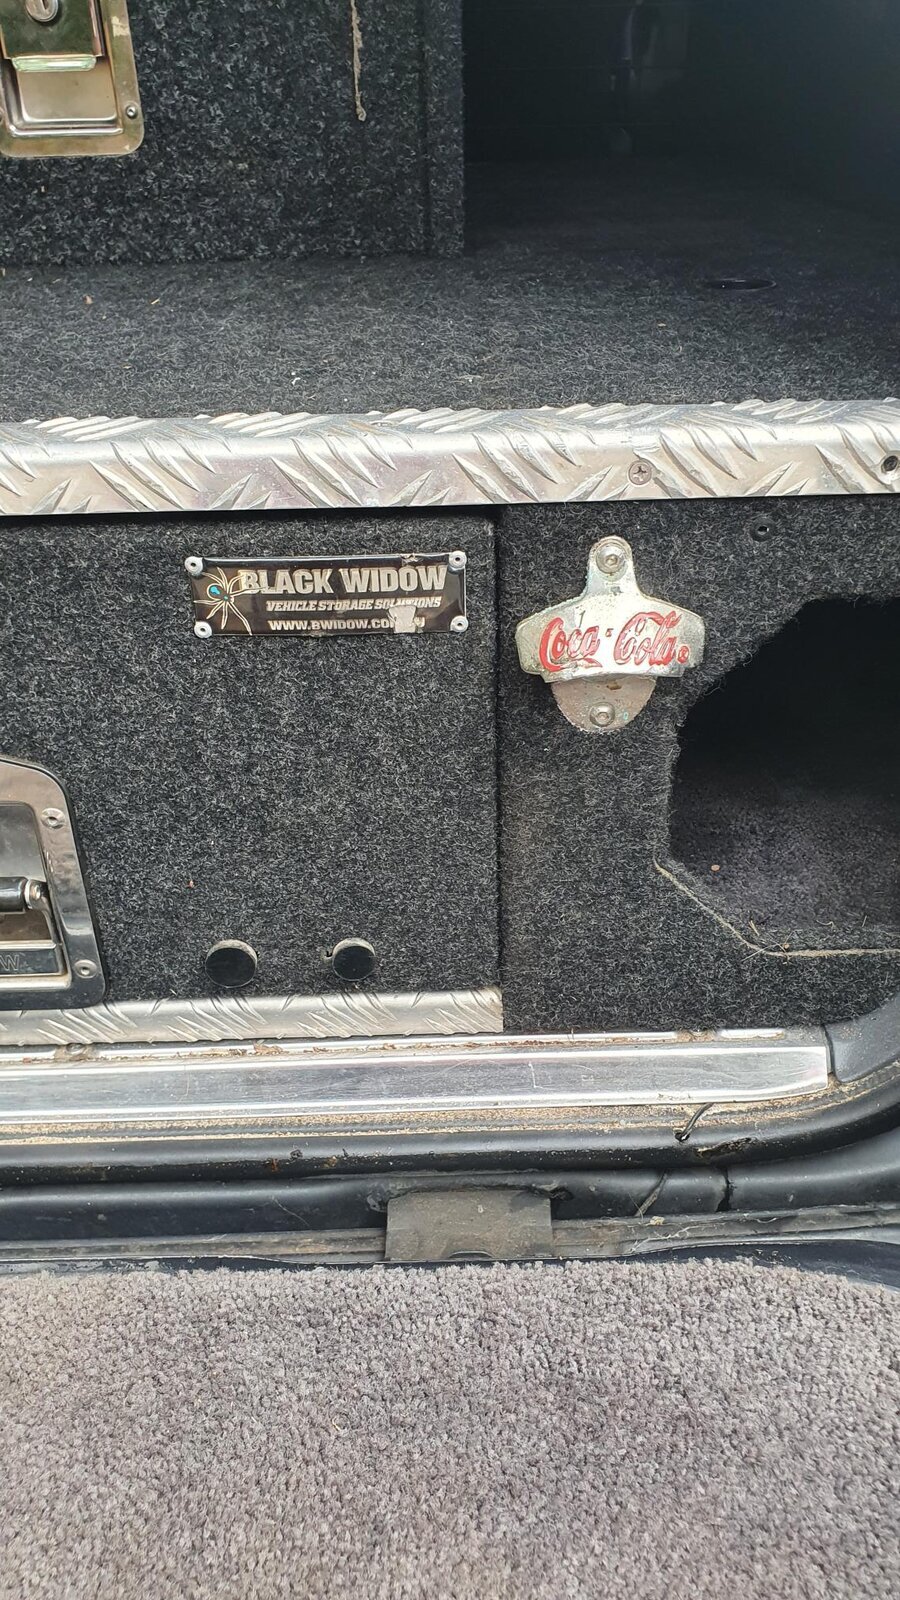 BLACK WIDOW
VEHICLE STORAGE SOLUTIONS
Coca-Cola